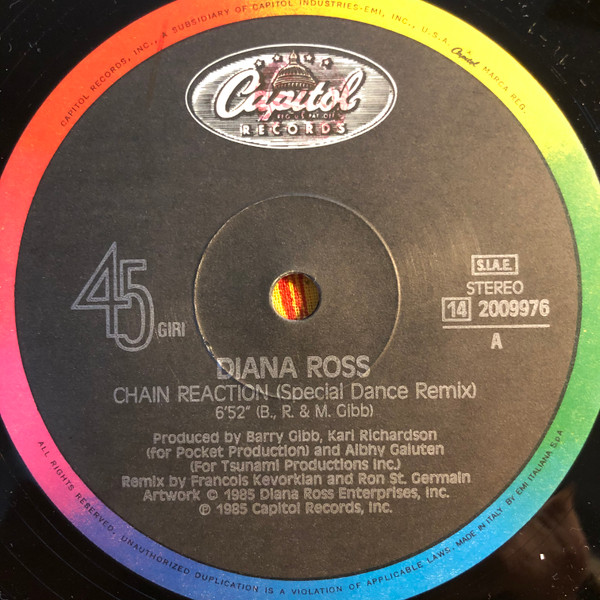 CAPITOL RECORDS, INC., A SUBSIDIARY OF CAPITOL INDUSTRIES-EMI, INC., U.S.A. Capitol MARCA REG.
Capitol
RECORDS
45
GIRI
S.I.A.E.
STEREO
14 2009976
A
DIANA ROSS
CHAIN REACTION (Special Dance Remix)
6'52" (B., R. & M. Gibb)
Produced by Barry Gibb, Karl Richardson
(for Pocket Production) and Albhy Galuten
(For Tsunami Productions Inc.)
Remix by Francois Kevorkian and Ron St. Germain
Artwork © 1985 Diana Ross Enterprises, Inc.
℗ 1985 Capitol Records, Inc.
ALL RIGHTS RESERVED. UNAUTHORIZED DUPLICATION IS A VIOLATION OF APPLICABLE LAWS. MADE IN ITALY BY EMI ITALIANA S.P.A.